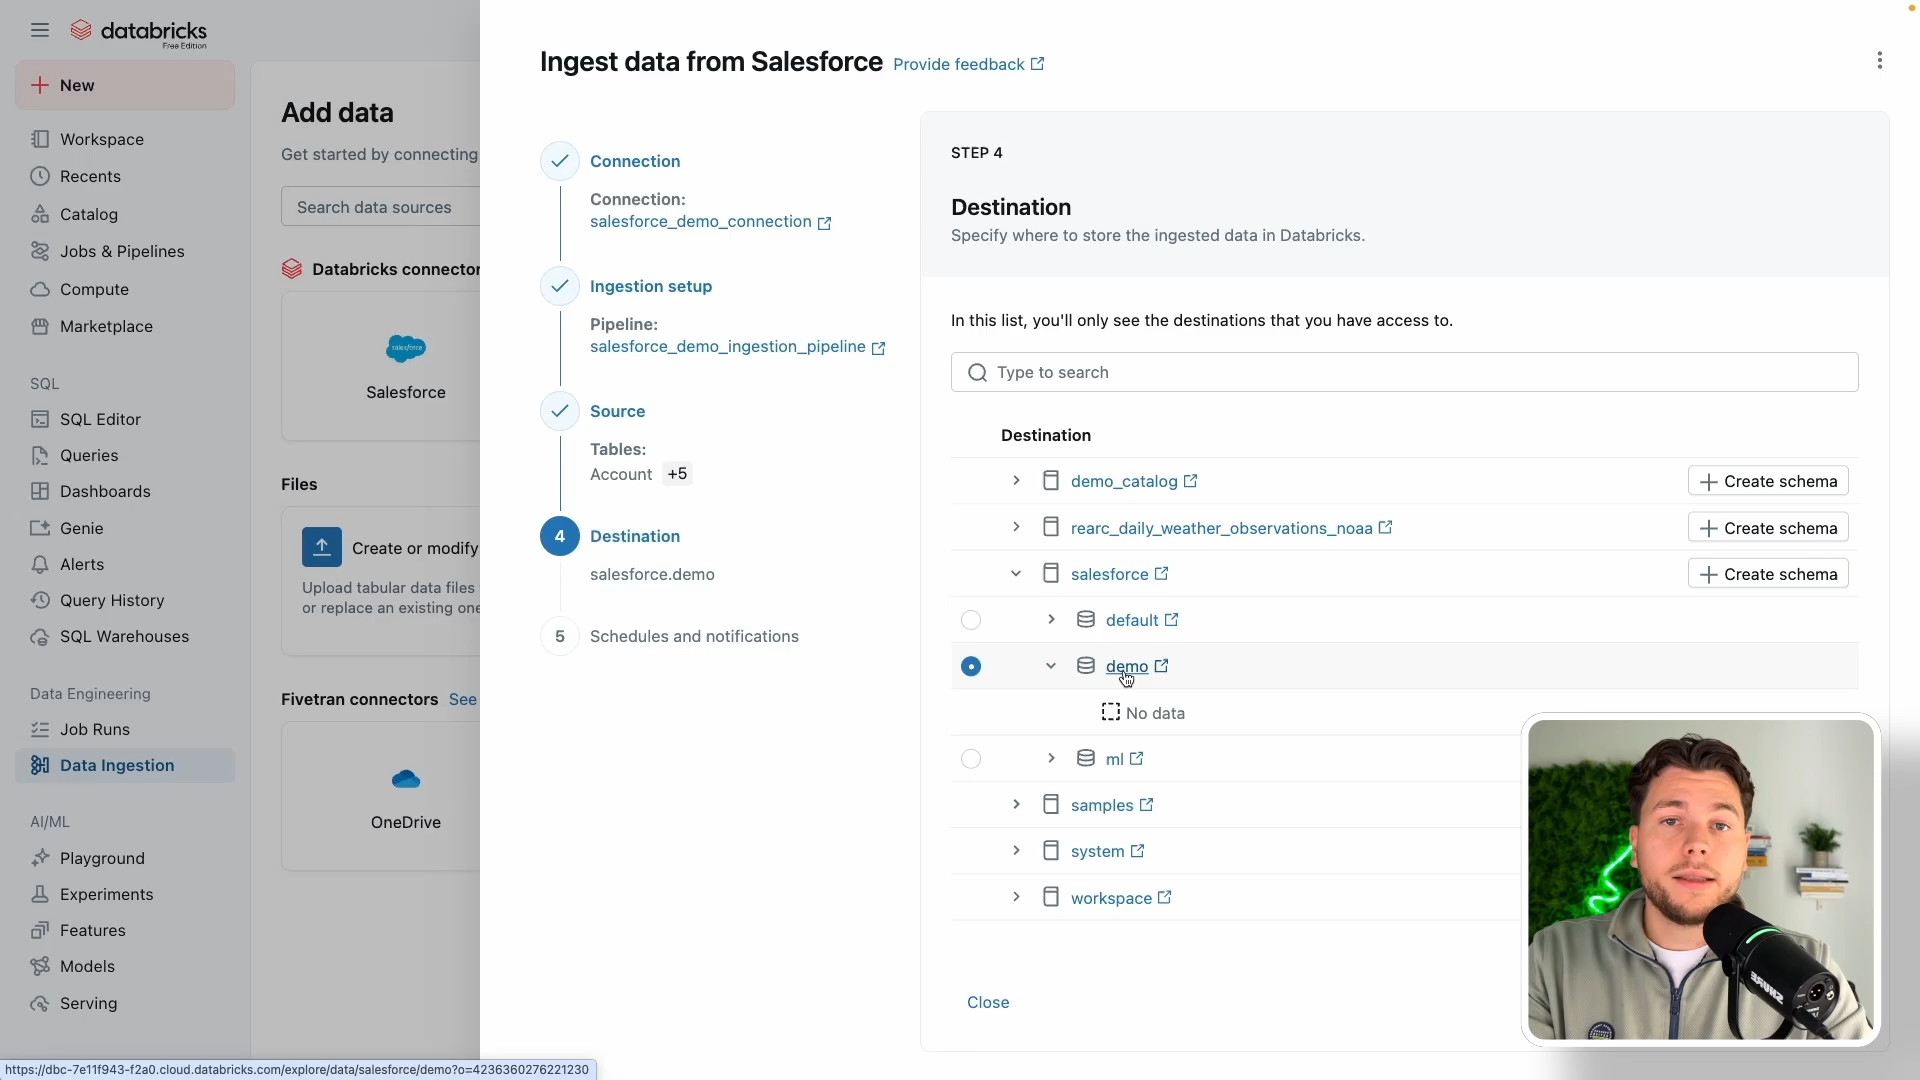 databricks
Free Edition
New
Workspace
Recents
Catalog
Jobs & Pipelines
Compute
Marketplace
SQL
SQL Editor
Queries
Dashboards
Genie
Alerts
Query History
SQL Warehouses
Data Engineering
Job Runs
Data Ingestion
AI/ML
Playground
Experiments
Features
Models
Serving
Add data
Get started by connecting
Search data sources
Databricks connector
salesforce
Salesforce
Files
Create or modify
Upload tabular data files
or replace an existing one
Fivetran connectors See
OneDrive
Ingest data from Salesforce Provide feedback
Connection
Connection:
salesforce_demo_connection
Ingestion setup
Pipeline:
salesforce_demo_ingestion_pipeline
Source
Tables:
Account +5
4 Destination
salesforce.demo
5 Schedules and notifications
STEP 4
Destination
Specify where to store the ingested data in Databricks.
In this list, you'll only see the destinations that you have access to.
Type to search
Destination
demo_catalog Create schema
rearc_daily_weather_observations_noaa Create schema
salesforce Create schema
default
demo
No data
ml
samples
system
workspace
Close
SHURE
https://dbc-7e11f943-f2a0.cloud.databricks.com/explore/data/salesforce/demo?o=4236360276221230